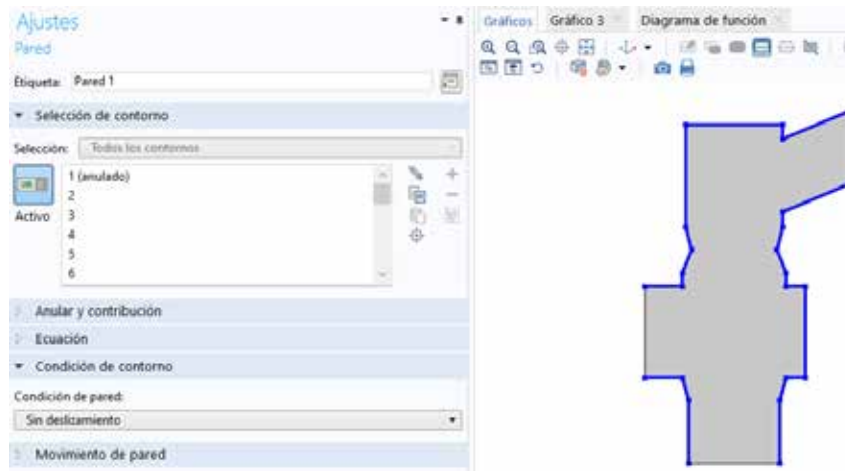 Ajustes
Pared
Etiqueta: Pared 1
Selección de contorno
Selección: Todos los contornos
Activo
1 (anulado)
2
3
4
5
6
Anular y contribución
Ecuación
Condición de contorno
Condición de pared:
Sin deslizamiento
Movimiento de pared
Gráficos Gráfico 3 Diagrama de función